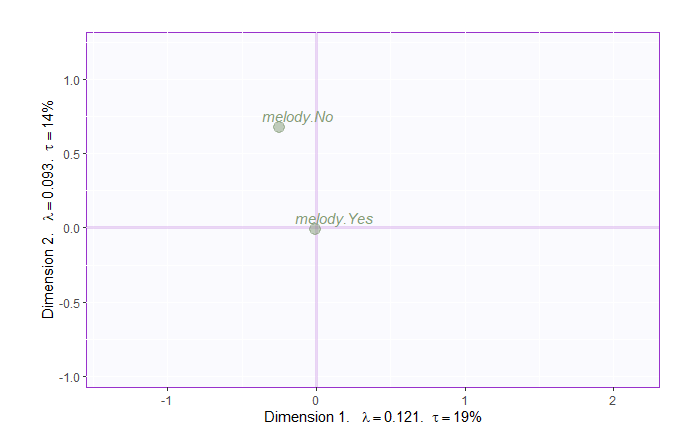 1.0
melody.No
0.5
melody.Yes
0.0
-0.5
-1.0
-1
0
1
2
Dimension 1. λ = 0.121. τ = 19%
Dimension 2. λ = 0.093. τ = 14%